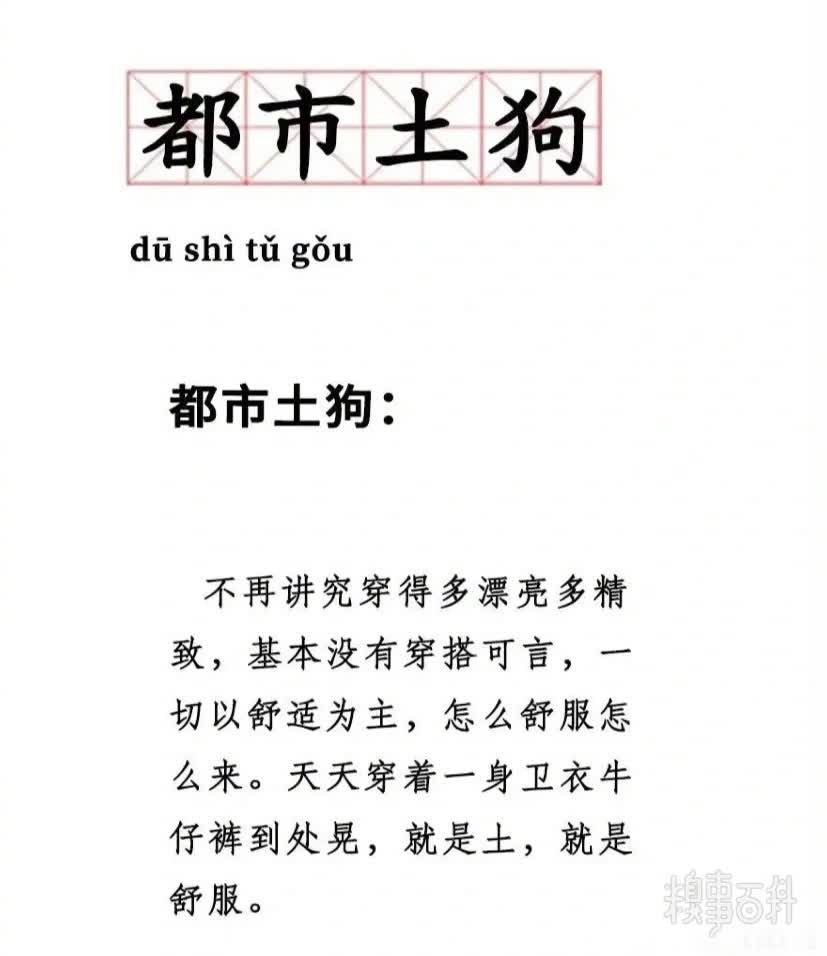 都市土狗
dū shì tǔ gǒu
都市土狗：
不再讲究穿得多漂亮多精
致，基本没有穿搭可言，一
切以舒适为主，怎么舒服怎
么来。天天穿着一身卫衣牛
仔裤到处晃，就是土，就是
舒服。
糗事百科